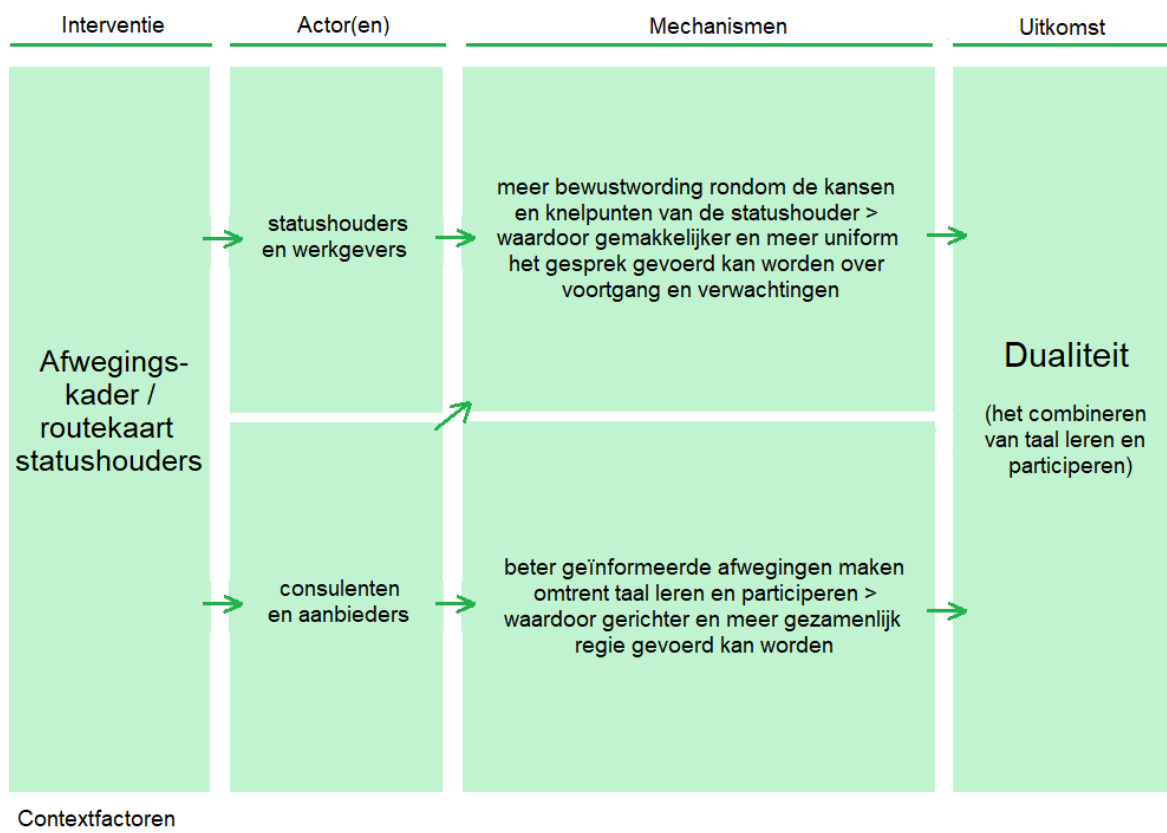 Interventie
Actor(en)
Mechanismen
Uitkomst
Afwegings-
kader /
routekaart
statushouders
statushouders
en werkgevers
meer bewustwording rondom de kansen
en knelpunten van de statushouder >
waardoor gemakkelijker en meer uniform
het gesprek gevoerd kan worden over
voortgang en verwachtingen
consulenten
en aanbieders
beter geïnformeerde afwegingen maken
omtrent taal leren en participeren >
waardoor gerichter en meer gezamenlijk
regie gevoerd kan worden
Dualiteit
(het combineren
van taal leren en
participeren)
Contextfactoren